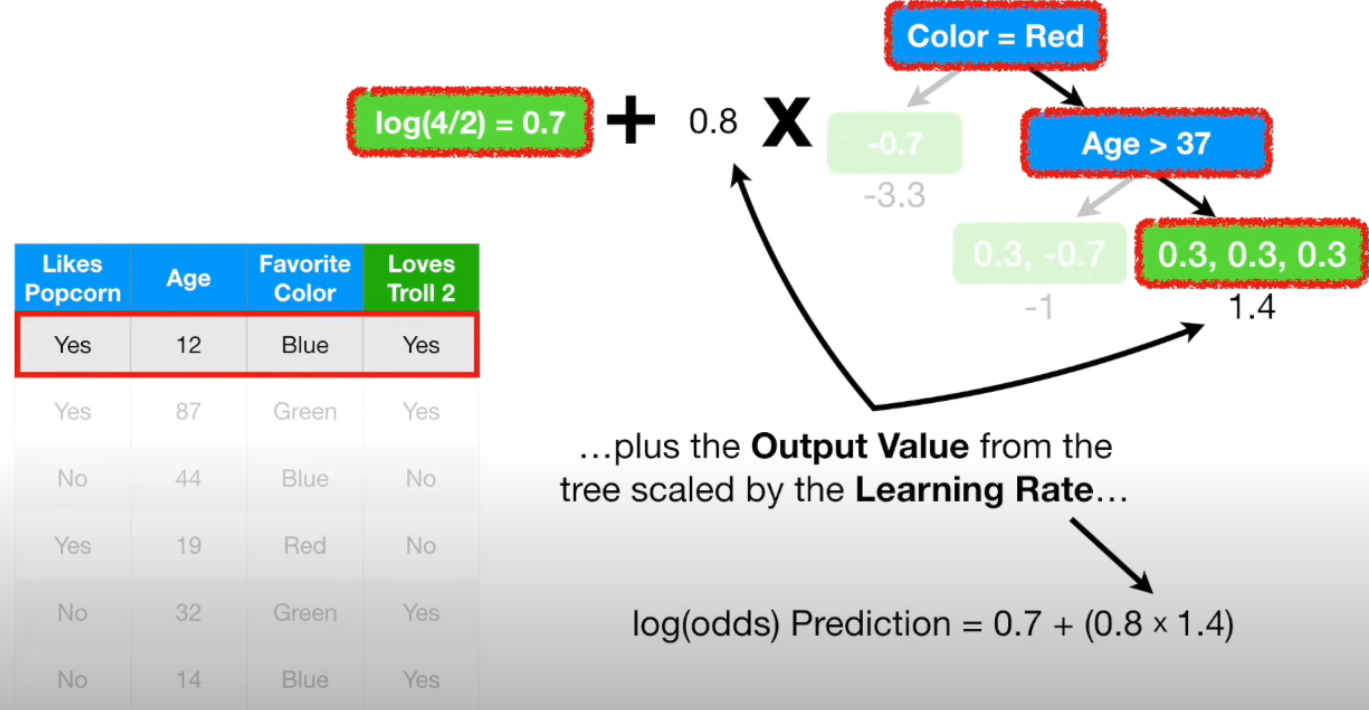 Color = Red
log(4/2) = 0.7 + 0.8 X
-0.7
Age > 37
-3.3
0.3, -0.7
0.3, 0.3, 0.3
-1
1.4
Likes Popcorn Age Favorite Color Loves Troll 2
Yes 12 Blue Yes
Yes 87 Green Yes
No 44 Blue No
Yes 19 Red No
No 32 Green Yes
No 14 Blue Yes
…plus the Output Value from the
tree scaled by the Learning Rate…
log(odds) Prediction = 0.7 + (0.8 × 1.4)